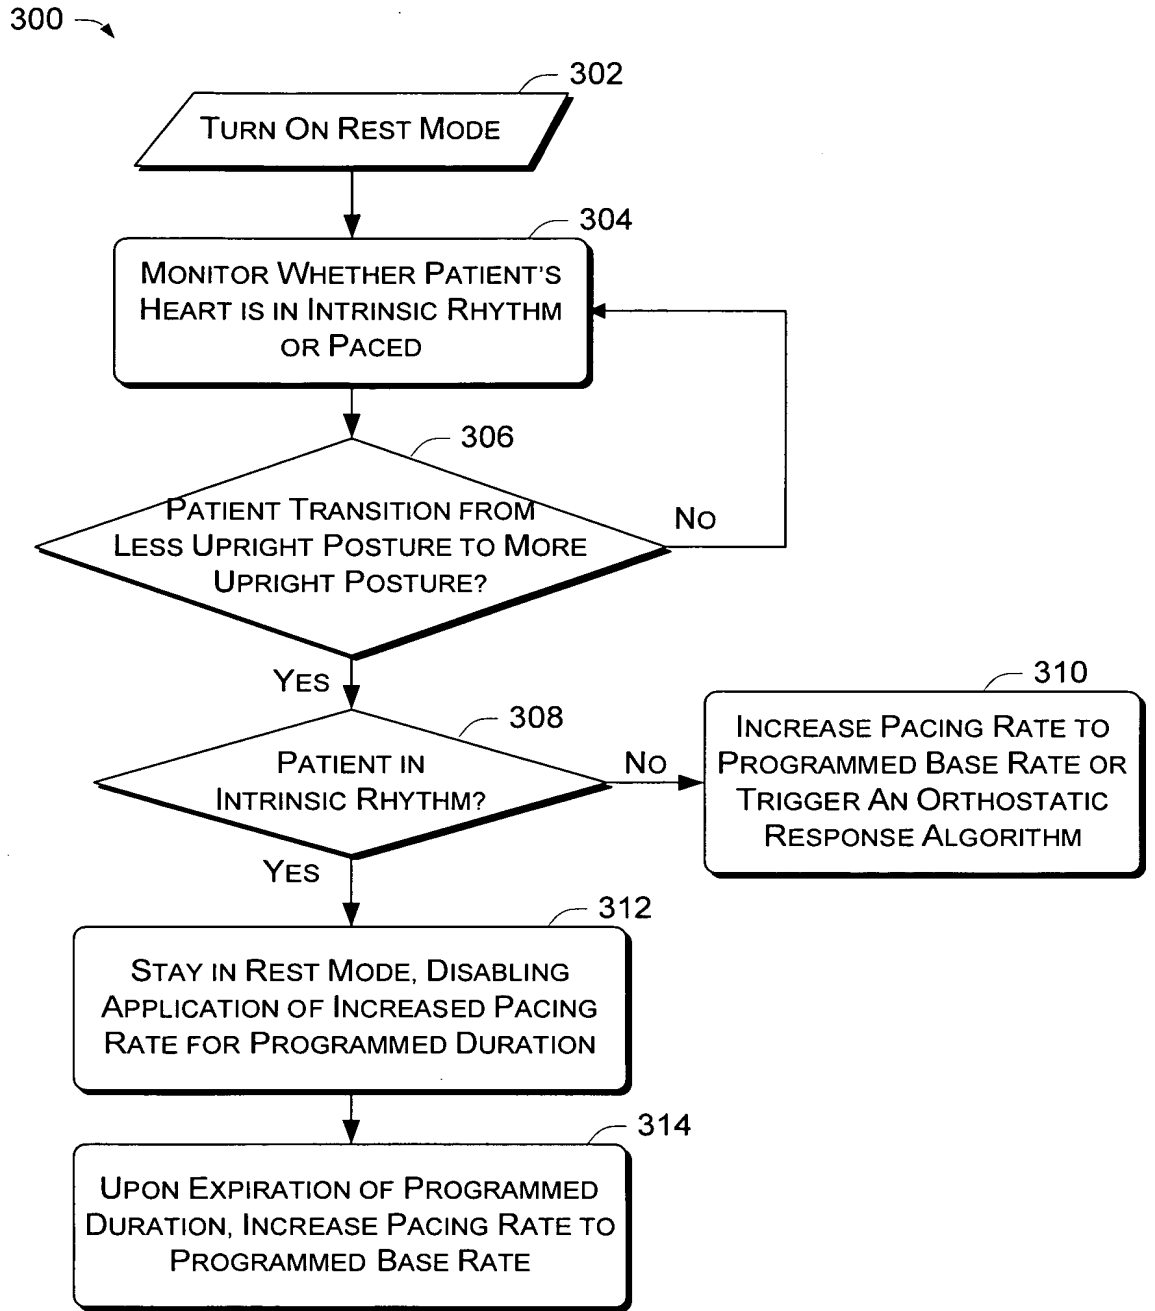 300
302
TURN ON REST MODE
304
MONITOR WHETHER PATIENT'S
HEART IS IN INTRINSIC RHYTHM
OR PACED
306
PATIENT TRANSITION FROM
LESS UPRIGHT POSTURE TO MORE
UPRIGHT POSTURE?
NO
YES
308
PATIENT IN
INTRINSIC RHYTHM?
NO
310
INCREASE PACING RATE TO
PROGRAMMED BASE RATE OR
TRIGGER AN ORTHOSTATIC
RESPONSE ALGORITHM
YES
312
STAY IN REST MODE, DISABLING
APPLICATION OF INCREASED PACING
RATE FOR PROGRAMMED DURATION
314
UPON EXPIRATION OF PROGRAMMED
DURATION, INCREASE PACING RATE TO
PROGRAMMED BASE RATE